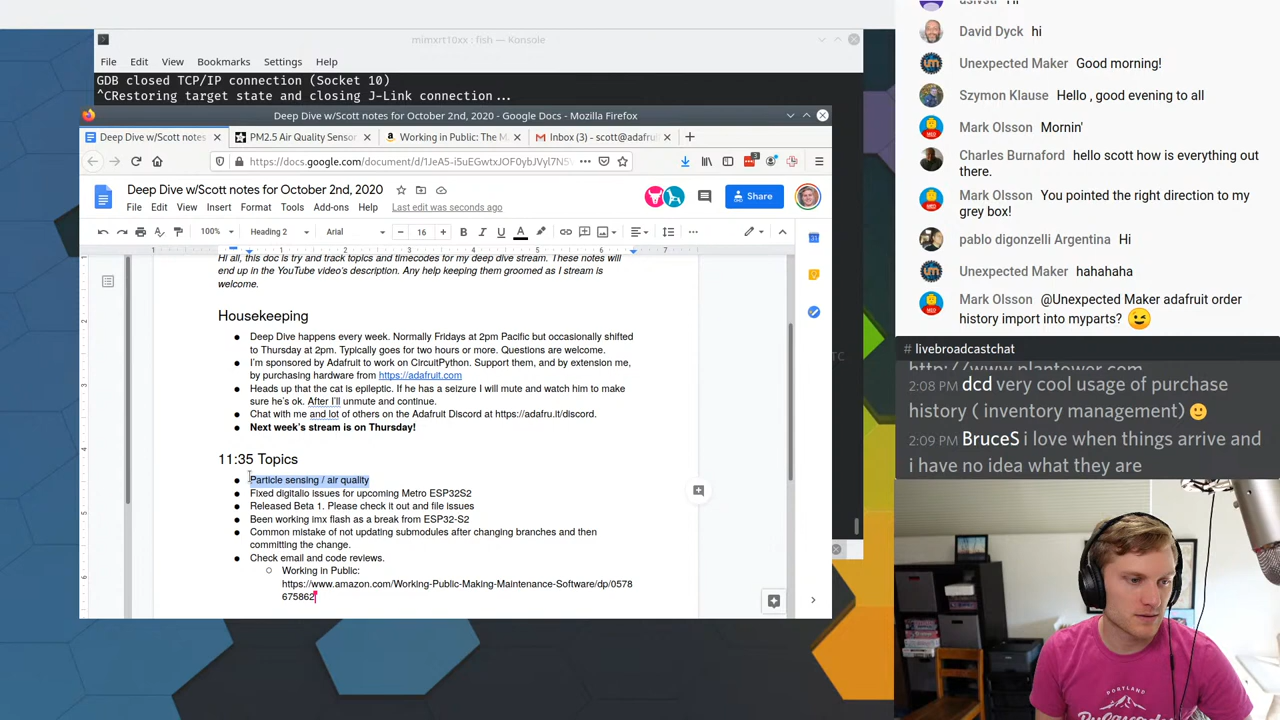 David Dyck hi
Unexpected Maker Good morning!
Szymon Klause Hello , good evening to all
Mark Olsson Mornin'
Charles Burnaford hello scott how is everything out
there.
Mark Olsson You pointed the right direction to my
grey box!
pablo digonzelli Argentina Hi
Unexpected Maker hahahaha
Mark Olsson @Unexpected Maker adafruit order
history import into myparts? 😉
# livebroadcastchat
http://www.plantower.com
2:08 PM dcd very cool usage of purchase
history ( inventory management) 🙂
2:09 PM BruceS i love when things arrive and
i have no idea what they are
mimxrt10xx : fish — Konsole
File Edit View Bookmarks Settings Help
GDB closed TCP/IP connection (Socket 10)
^CRestoring target state and closing J-Link connection...
Deep Dive w/Scott notes for October 2nd, 2020 - Google Docs - Mozilla Firefox
Deep Dive w/Scott notes for × PM2.5 Air Quality Sensor × Working in Public: The M × Inbox (3) - scott@adafru × +
https://docs.google.com/document/d/1JeA5-i5uEGwtxJOF0ybJVyl7N5V
Deep Dive w/Scott notes for October 2nd, 2020
Share
File Edit View Insert Format Tools Add-ons Help Last edit was seconds ago
100% Heading 2 Arial − 16 + B I U A
1 1 2 3 4 5 6 7
Hi all, this doc is try and track topics and timecodes for my deep dive stream. These notes will
end up in the YouTube video's description. Any help keeping them groomed as I stream is
welcome.
Housekeeping
● Deep Dive happens every week. Normally Fridays at 2pm Pacific but occasionally shifted
to Thursday at 2pm. Typically goes for two hours or more. Questions are welcome.
● I'm sponsored by Adafruit to work on CircuitPython. Support them, and by extension me,
by purchasing hardware from https://adafruit.com
● Heads up that the cat is epileptic. If he has a seizure I will mute and watch him to make
sure he's ok. After I'll unmute and continue.
● Chat with me and lot of others on the Adafruit Discord at https://adafru.it/discord.
● Next week's stream is on Thursday!
11:35 Topics
● Particle sensing / air quality
● Fixed digitalio issues for upcoming Metro ESP32S2
● Released Beta 1. Please check it out and file issues
● Been working imx flash as a break from ESP32-S2
● Common mistake of not updating submodules after changing branches and then
committing the change.
● Check email and code reviews.
○ Working in Public:
https://www.amazon.com/Working-Public-Making-Maintenance-Software/dp/0578
675862
PORTLAND